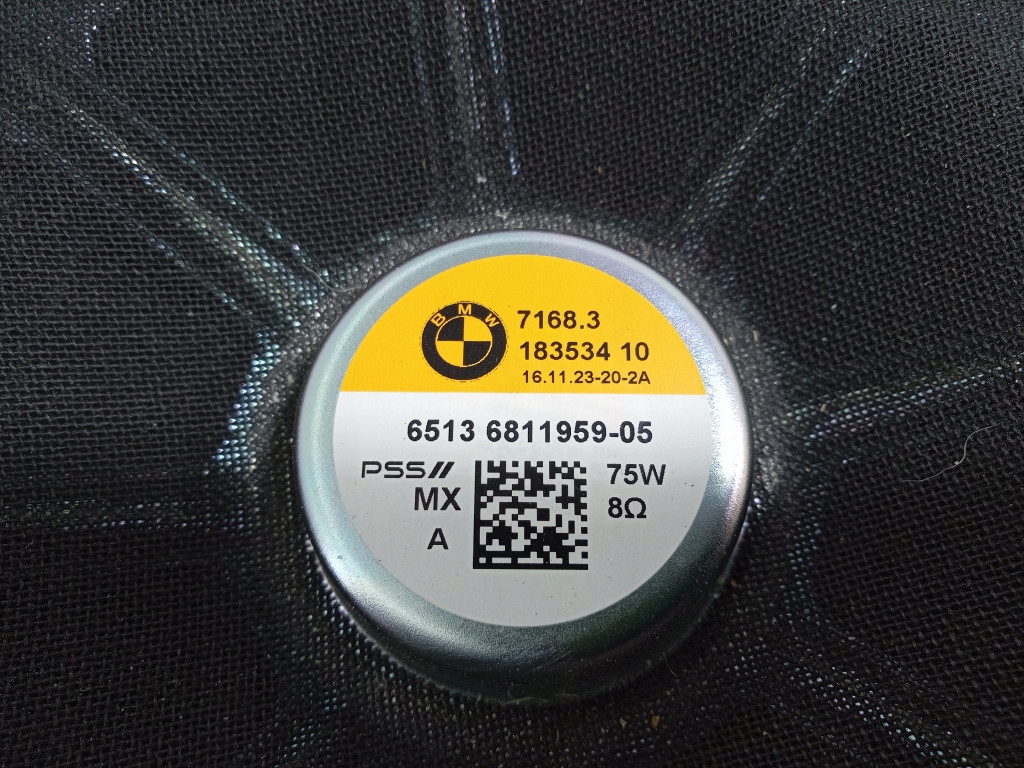 BMW
7168.3
183534 10
16.11.23-20-2A
6513 6811959-05
PSS//
MX
A
75W
8Ω